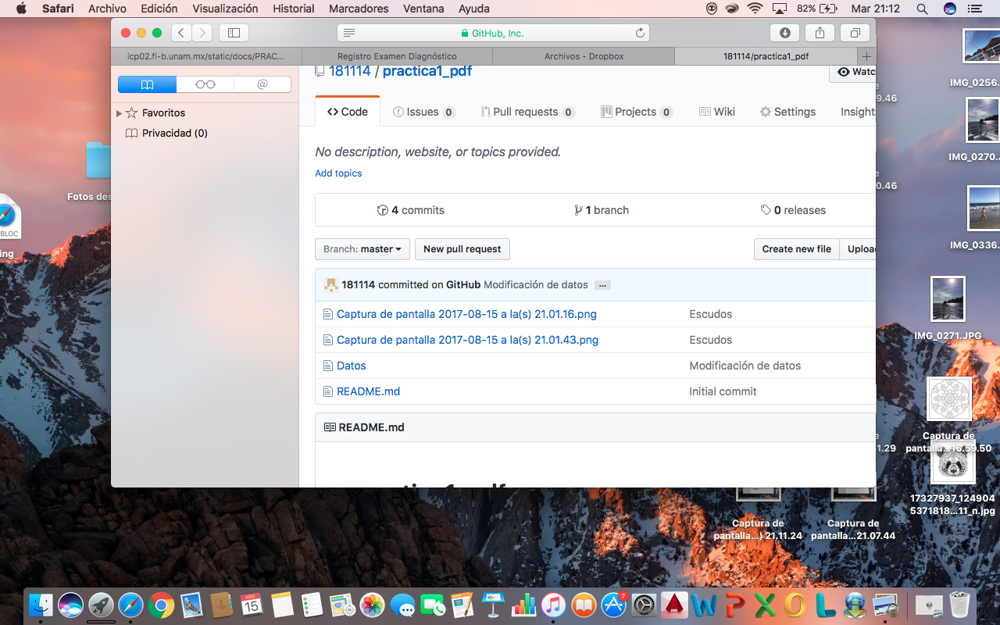 Safari Archivo Edición Visualización Historial Marcadores Ventana Ayuda 82% Mar 21:12
GitHub, Inc.
lcp02.fi-b.unam.mx/static/docs/PRAC... Registro Examen Diagnóstico Archivos - Dropbox 181114/practica1_pdf
181114 / practica1_pdf
Watc
Favoritos
Privacidad (0)
Code Issues 0 Pull requests 0 Projects 0 Wiki Settings Insights
No description, website, or topics provided.
Add topics
4 commits 1 branch 0 releases
Branch: master New pull request Create new file Uploa
181114 committed on GitHub Modificación de datos ...
Captura de pantalla 2017-08-15 a la(s) 21.01.16.png Escudos
Captura de pantalla 2017-08-15 a la(s) 21.01.43.png Escudos
Datos Modificación de datos
README.md Initial commit
README.md
Fotos des
BLOC
ing
IMG_0256.
9.46
IMG_0270.J
e
0.46
IMG_0336.
IMG_0271.JPG
Captura de
pantalla...16.59.50
e
1.29
17327937_124904
5371818...11_n.jpg
Captura de
pantalla...) 21.11.24
Captura de
pantalla...21.07.44
AGO
15
7